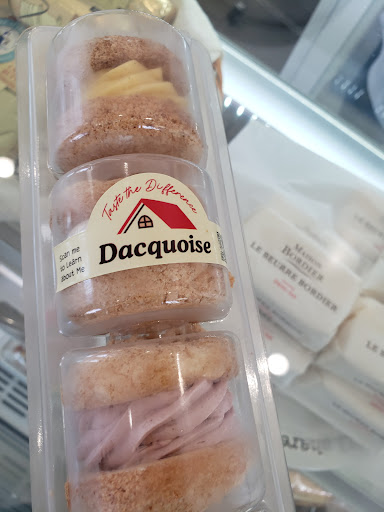 Taste the Difference
Dacquoise
Scan me
to Learn
About Me
MAISON
BORDIER
LE BEURRE BORDIER